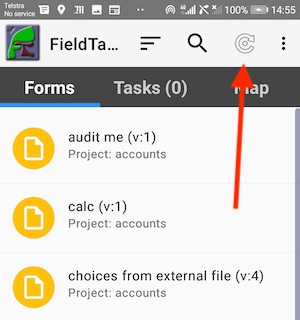 Telstra
No service
100%
14:55
FieldTa...
Forms
Tasks (0)
Map
audit me (v:1)
Project: accounts
calc (v:1)
Project: accounts
choices from external file (v:4)
Project: accounts